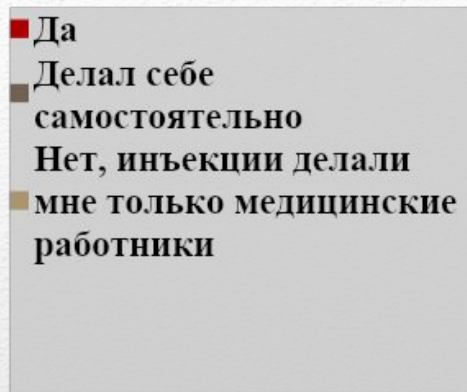 Да
Делал себе
самостоятельно
Нет, инъекции делали
мне только медицинские
работники